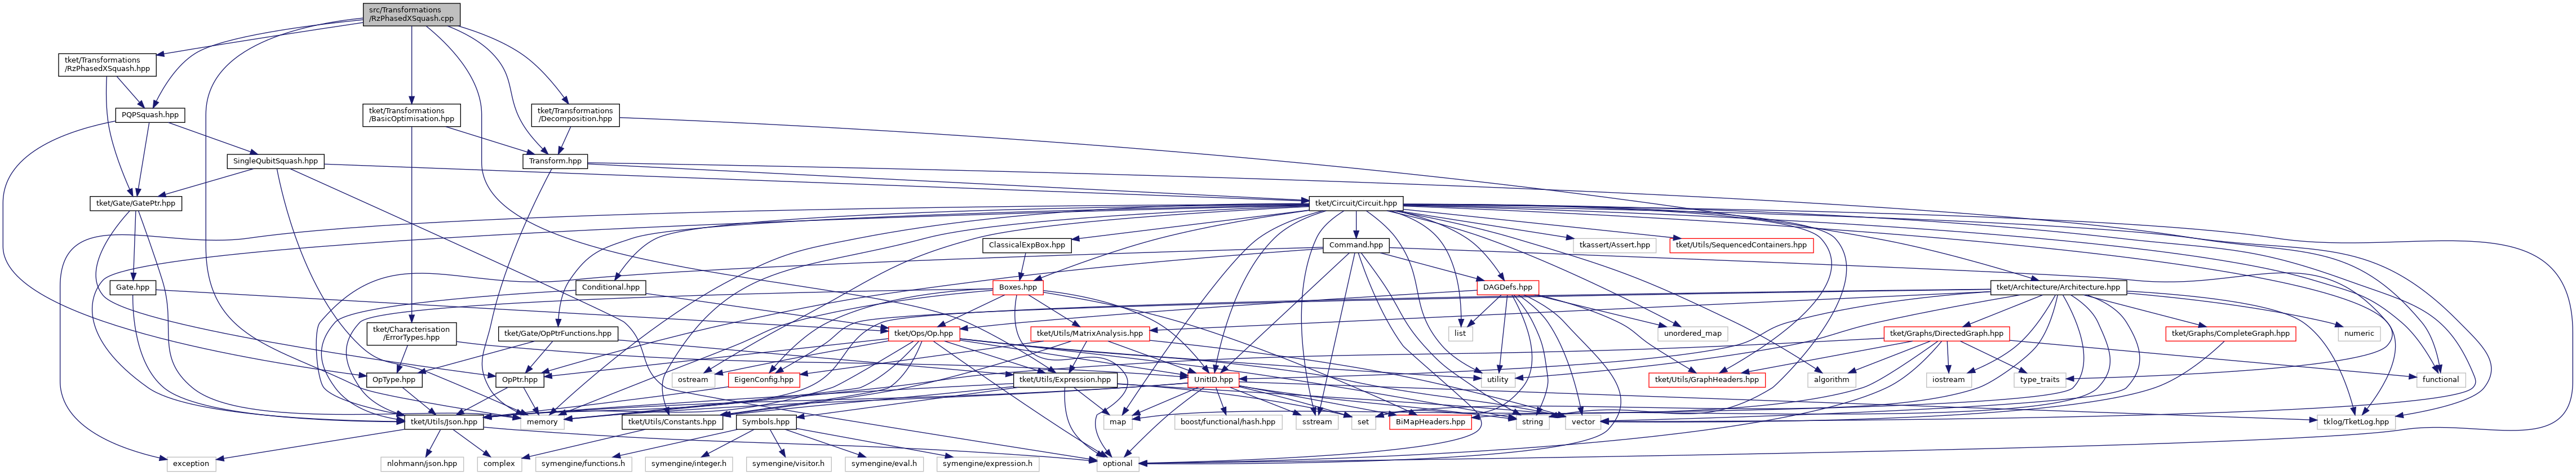 src/Transformations
/RzPhasedXSquash.cpp
tket/Transformations
/RzPhasedXSquash.hpp
PQPSquash.hpp
tket/Transformations
/BasicOptimisation.hpp
tket/Transformations
/Decomposition.hpp
SingleQubitSquash.hpp
Transform.hpp
tket/Gate/GatePtr.hpp
tket/Circuit/Circuit.hpp
ClassicalExpBox.hpp
Command.hpp
tkassert/Assert.hpp
tket/Utils/SequencedContainers.hpp
Gate.hpp
Conditional.hpp
Boxes.hpp
DAGDefs.hpp
tket/Architecture/Architecture.hpp
tket/Characterisation
/ErrorTypes.hpp
tket/Gate/OpPtrFunctions.hpp
tket/Ops/Op.hpp
tket/Utils/MatrixAnalysis.hpp
list
unordered_map
tket/Graphs/DirectedGraph.hpp
tket/Graphs/CompleteGraph.hpp
numeric
OpType.hpp
OpPtr.hpp
ostream
EigenConfig.hpp
tket/Utils/Expression.hpp
UnitID.hpp
utility
tket/Utils/GraphHeaders.hpp
algorithm
iostream
type_traits
functional
tket/Utils/Json.hpp
memory
tket/Utils/Constants.hpp
Symbols.hpp
map
boost/functional/hash.hpp
sstream
set
BiMapHeaders.hpp
string
vector
tklog/TketLog.hpp
exception
nlohmann/json.hpp
complex
symengine/functions.h
symengine/integer.h
symengine/visitor.h
symengine/eval.h
symengine/expression.h
optional